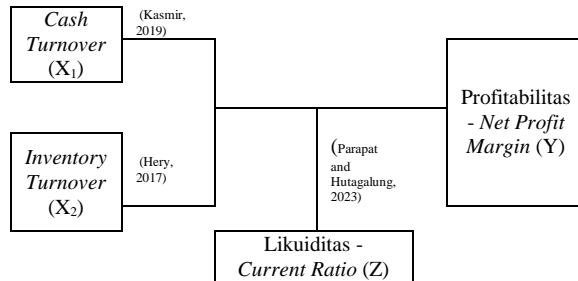 Cash
Turnover
(X₁)
(Kasmir,
2019)
Profitabilitas
- Net Profit
Margin (Y)
Inventory
Turnover
(X₂)
(Hery,
2017)
(Parapat
and
Hutagalung,
2023)
Likuiditas -
Current Ratio (Z)